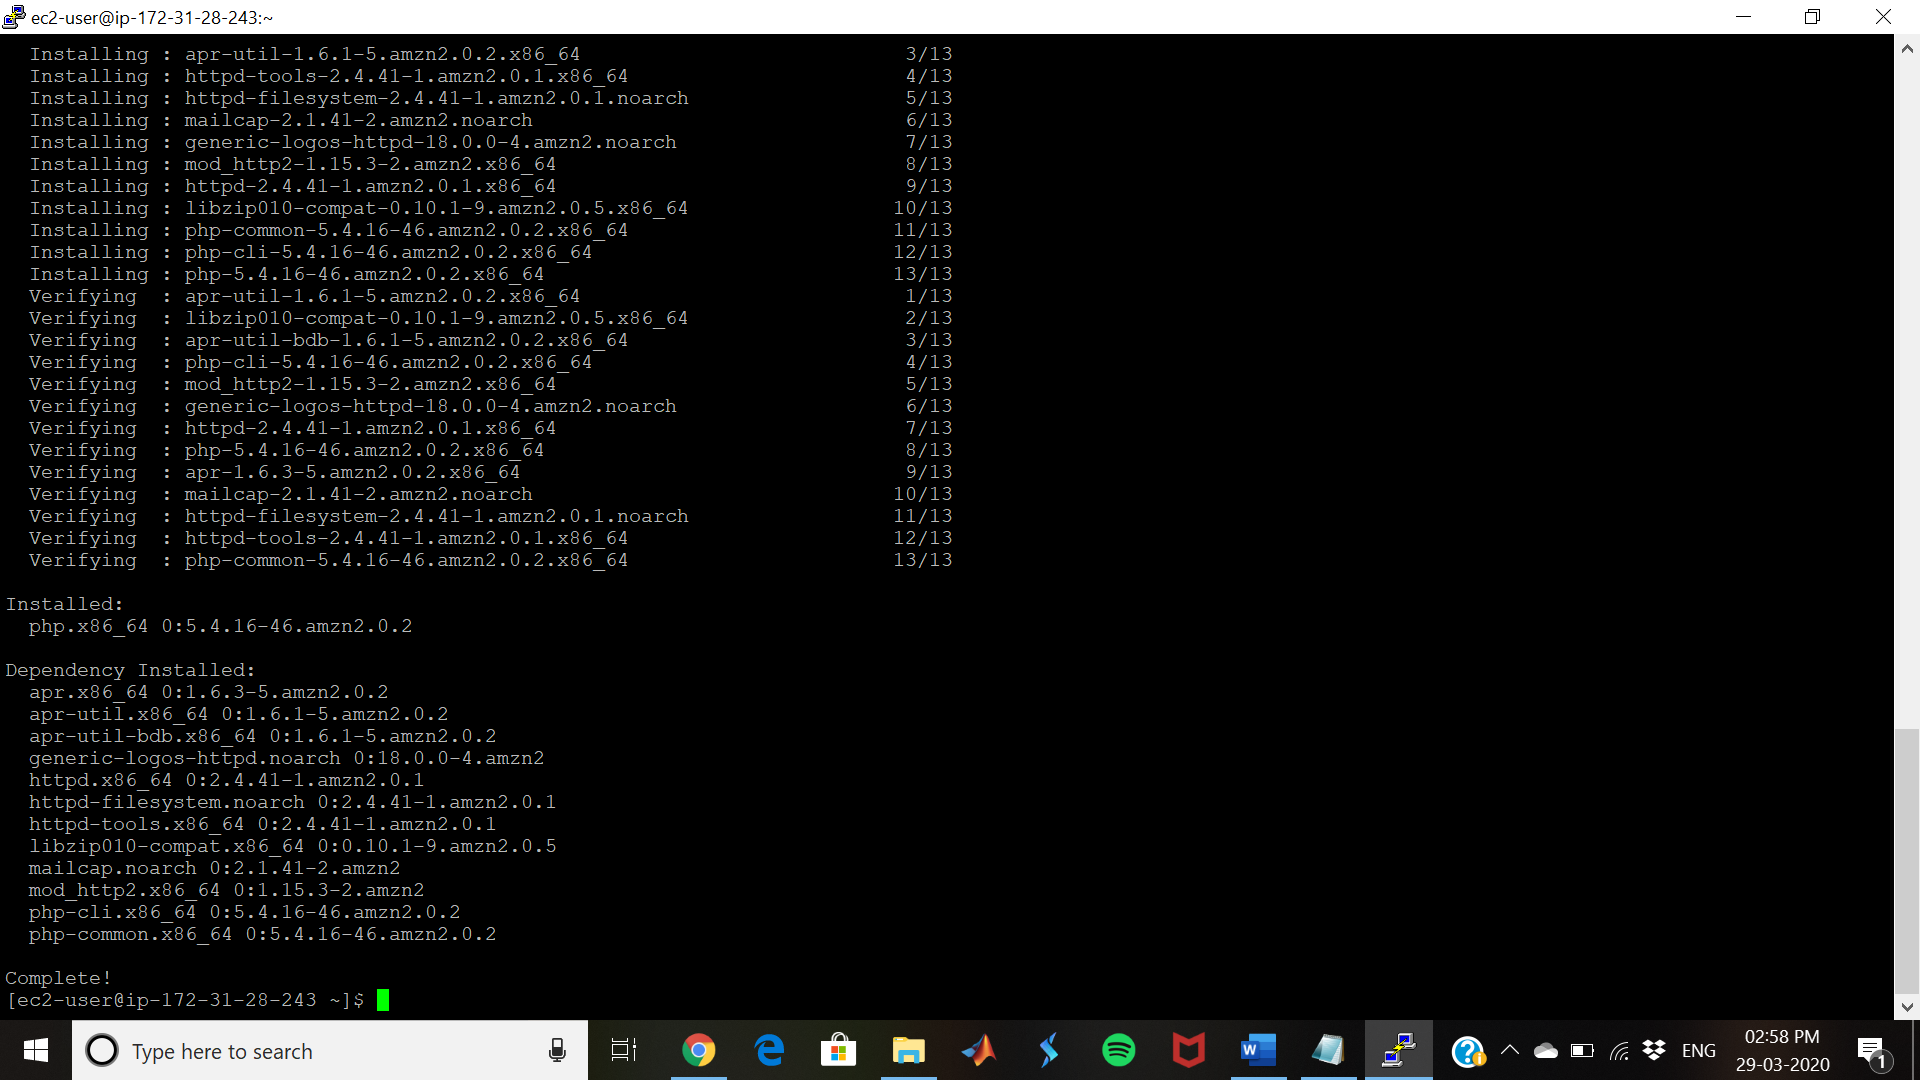 ec2-user@ip-172-31-28-243:~
Installing : apr-util-1.6.1-5.amzn2.0.2.x86_64 3/13
Installing : httpd-tools-2.4.41-1.amzn2.0.1.x86_64 4/13
Installing : httpd-filesystem-2.4.41-1.amzn2.0.1.noarch 5/13
Installing : mailcap-2.1.41-2.amzn2.noarch 6/13
Installing : generic-logos-httpd-18.0.0-4.amzn2.noarch 7/13
Installing : mod_http2-1.15.3-2.amzn2.x86_64 8/13
Installing : httpd-2.4.41-1.amzn2.0.1.x86_64 9/13
Installing : libzip010-compat-0.10.1-9.amzn2.0.5.x86_64 10/13
Installing : php-common-5.4.16-46.amzn2.0.2.x86_64 11/13
Installing : php-cli-5.4.16-46.amzn2.0.2.x86_64 12/13
Installing : php-5.4.16-46.amzn2.0.2.x86_64 13/13
Verifying : apr-util-1.6.1-5.amzn2.0.2.x86_64 1/13
Verifying : libzip010-compat-0.10.1-9.amzn2.0.5.x86_64 2/13
Verifying : apr-util-bdb-1.6.1-5.amzn2.0.2.x86_64 3/13
Verifying : php-cli-5.4.16-46.amzn2.0.2.x86_64 4/13
Verifying : mod_http2-1.15.3-2.amzn2.x86_64 5/13
Verifying : generic-logos-httpd-18.0.0-4.amzn2.noarch 6/13
Verifying : httpd-2.4.41-1.amzn2.0.1.x86_64 7/13
Verifying : php-5.4.16-46.amzn2.0.2.x86_64 8/13
Verifying : apr-1.6.3-5.amzn2.0.2.x86_64 9/13
Verifying : mailcap-2.1.41-2.amzn2.noarch 10/13
Verifying : httpd-filesystem-2.4.41-1.amzn2.0.1.noarch 11/13
Verifying : httpd-tools-2.4.41-1.amzn2.0.1.x86_64 12/13
Verifying : php-common-5.4.16-46.amzn2.0.2.x86_64 13/13
Installed:
php.x86_64 0:5.4.16-46.amzn2.0.2
Dependency Installed:
apr.x86_64 0:1.6.3-5.amzn2.0.2
apr-util.x86_64 0:1.6.1-5.amzn2.0.2
apr-util-bdb.x86_64 0:1.6.1-5.amzn2.0.2
generic-logos-httpd.noarch 0:18.0.0-4.amzn2
httpd.x86_64 0:2.4.41-1.amzn2.0.1
httpd-filesystem.noarch 0:2.4.41-1.amzn2.0.1
httpd-tools.x86_64 0:2.4.41-1.amzn2.0.1
libzip010-compat.x86_64 0:0.10.1-9.amzn2.0.5
mailcap.noarch 0:2.1.41-2.amzn2
mod_http2.x86_64 0:1.15.3-2.amzn2
php-cli.x86_64 0:5.4.16-46.amzn2.0.2
php-common.x86_64 0:5.4.16-46.amzn2.0.2
Complete!
[ec2-user@ip-172-31-28-243 ~]$
Type here to search
W
?
ENG
02:58 PM
29-03-2020
1